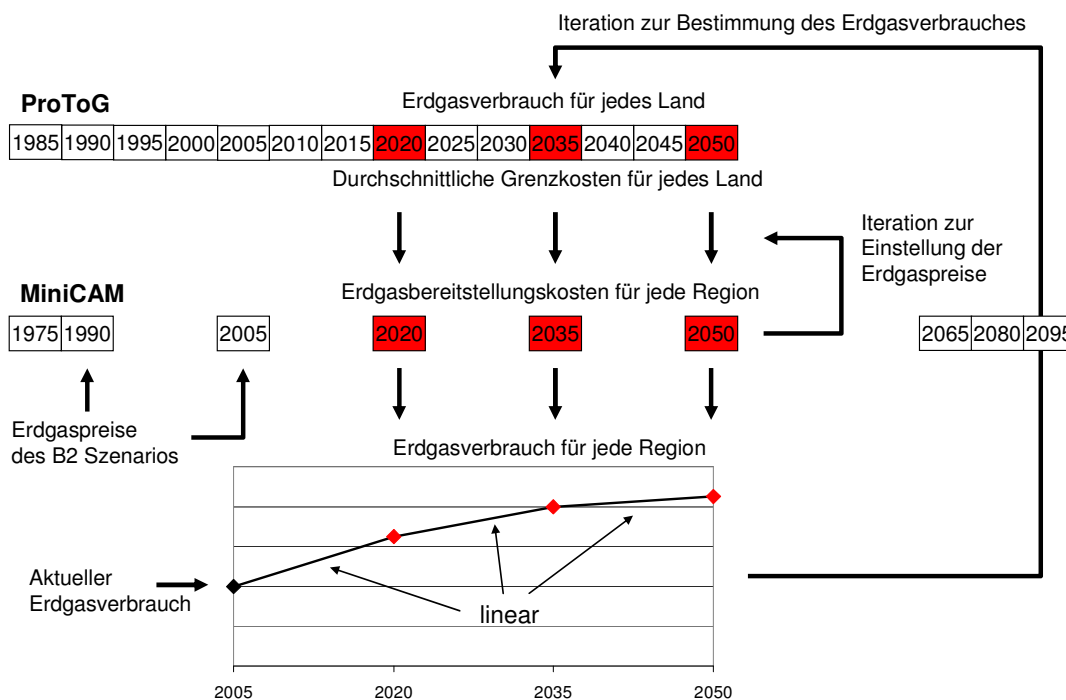 Iteration zur Bestimmung des Erdgasverbrauches
ProToG
Erdgasverbrauch für jedes Land
1985 1990 1995 2000 2005 2010 2015 2020 2025 2030 2035 2040 2045 2050
Durchschnittliche Grenzkosten für jedes Land
Iteration zur
Einstellung der
Erdgaspreise
MiniCAM
Erdgasbereitstellungskosten für jede Region
1975 1990 2005 2020 2035 2050 2065 2080 2095
Erdgaspreise
des B2 Szenarios
Erdgasverbrauch für jede Region
Aktueller
Erdgasverbrauch
linear
2005 2020 2035 2050